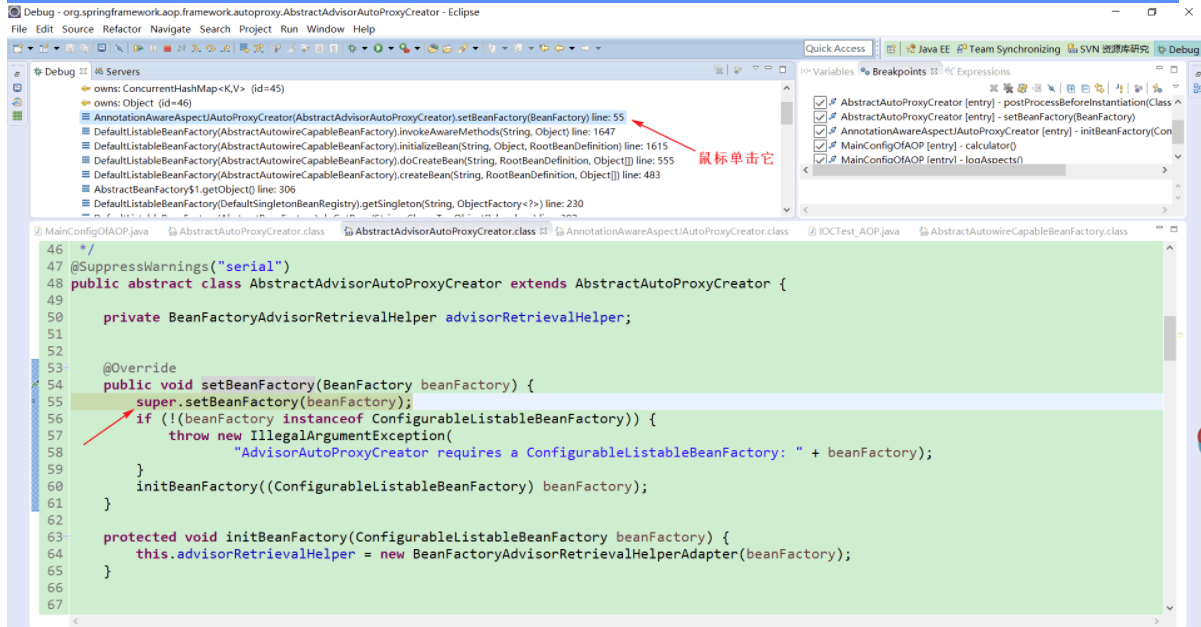 Debug - org.springframework.aop.framework.autoproxy.AbstractAdvisorAutoProxyCreator - Eclipse
File Edit Source Refactor Navigate Search Project Run Window Help
Quick Access
Java EE
Team Synchronizing
SVN 资源库研究
Debug
Debug
Servers
owns: ConcurrentHashMap<K,V> (id=45)
owns: Object (id=46)
AnnotationAwareAspectJAutoProxyCreator(AbstractAdvisorAutoProxyCreator).setBeanFactory(BeanFactory) line: 55
DefaultListableBeanFactory(AbstractAutowireCapableBeanFactory).invokeAwareMethods(String, Object) line: 1647
DefaultListableBeanFactory(AbstractAutowireCapableBeanFactory).initializeBean(String, Object, RootBeanDefinition) line: 1615
DefaultListableBeanFactory(AbstractAutowireCapableBeanFactory).doCreateBean(String, RootBeanDefinition, Object[]) line: 555
DefaultListableBeanFactory(AbstractAutowireCapableBeanFactory).createBean(String, RootBeanDefinition, Object[]) line: 483
AbstractBeanFactory$1.getObject() line: 306
DefaultListableBeanFactory(DefaultSingletonBeanRegistry).getSingleton(String, ObjectFactory<?>) line: 230
鼠标单击它
Variables
Breakpoints
Expressions
AbstractAutoProxyCreator [entry] - postProcessBeforeInstantiation(Class
AbstractAutoProxyCreator [entry] - setBeanFactory(BeanFactory)
AnnotationAwareAspectJAutoProxyCreator [entry] - initBeanFactory(Con
MainConfigOfAOP [entry] - calculator()
MainConfigOfAOP [entry] - logAspects()
MainConfigOfAOP.java
AbstractAutoProxyCreator.class
AbstractAdvisorAutoProxyCreator.class
AnnotationAwareAspectJAutoProxyCreator.class
IOCTest_AOP.java
AbstractAutowireCapableBeanFactory.class
46 */
47 @SuppressWarnings("serial")
48 public abstract class AbstractAdvisorAutoProxyCreator extends AbstractAutoProxyCreator {
49
50 private BeanFactoryAdvisorRetrievalHelper advisorRetrievalHelper;
51
52
53 @Override
54 public void setBeanFactory(BeanFactory beanFactory) {
55 super.setBeanFactory(beanFactory);
56 if (!(beanFactory instanceof ConfigurableListableBeanFactory)) {
57 throw new IllegalArgumentException(
58 "AdvisorAutoProxyCreator requires a ConfigurableListableBeanFactory: " + beanFactory);
59 }
60 initBeanFactory((ConfigurableListableBeanFactory) beanFactory);
61 }
62
63 protected void initBeanFactory(ConfigurableListableBeanFactory beanFactory) {
64 this.advisorRetrievalHelper = new BeanFactoryAdvisorRetrievalHelperAdapter(beanFactory);
65 }
66
67